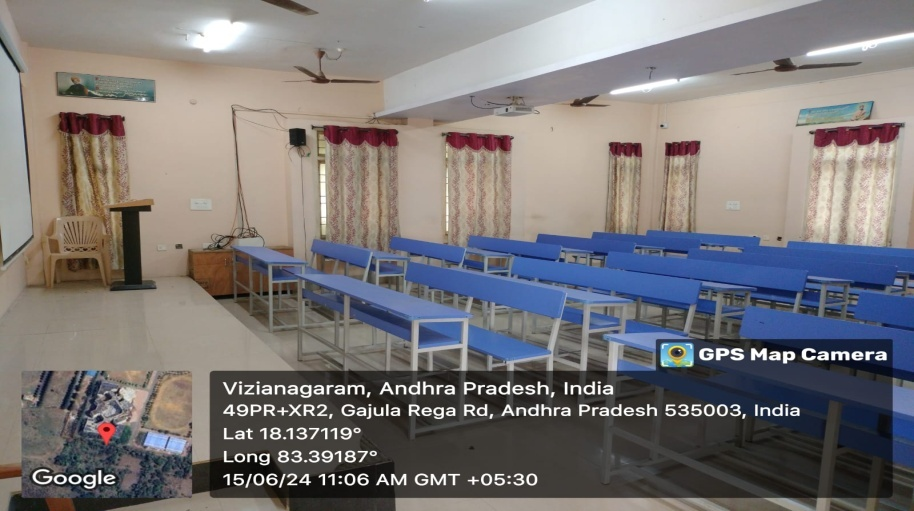 GPS Map Camera
Vizianagaram, Andhra Pradesh, India
49PR+XR2, Gajula Rega Rd, Andhra Pradesh 535003, India
Lat 18.137119°
Long 83.39187°
15/06/24 11:06 AM GMT +05:30
Google